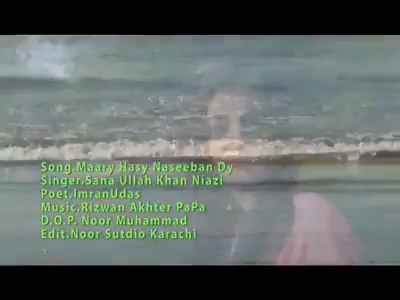 Song.Maary Hasy Naseeban Dy
Singer.Sana Ullah Khan Niazi
Poet.ImranUdas
Music.Rizwan Akhter PaPa
D.O.P. Noor Muhammad
Edit.Noor Sutdio Karachi